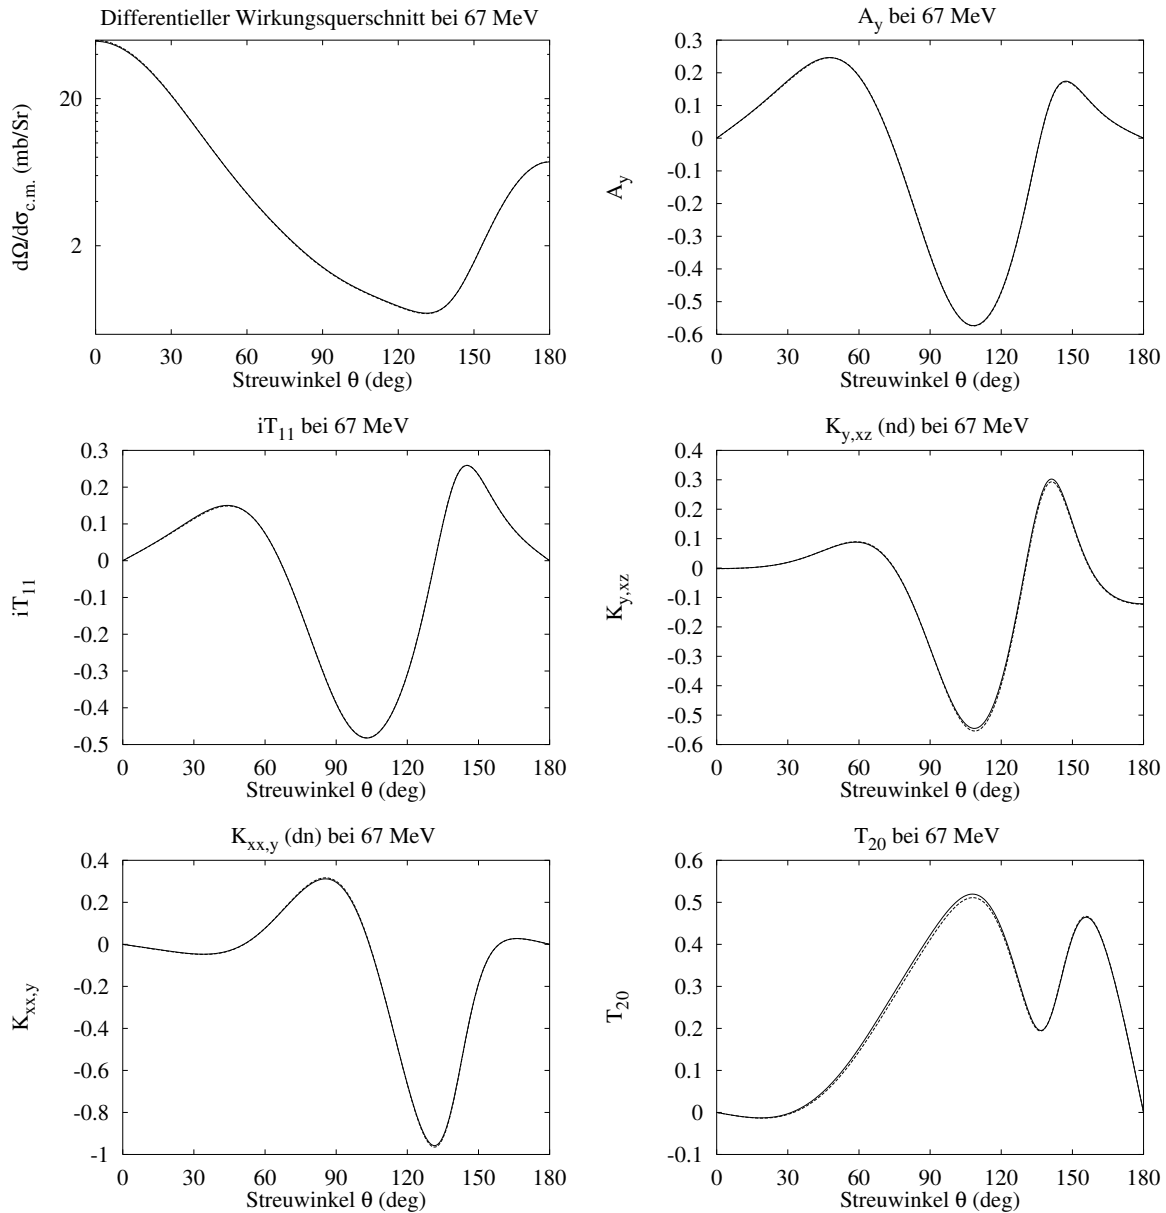 Differentieller Wirkungsquerschnitt bei 67 MeV
20
2
dΩ/dσc.m. (mb/Sr)
0 30 60 90 120 150 180
Streuwinkel θ (deg)
Ay bei 67 MeV
0.3
0.2
0.1
0
-0.1
-0.2
-0.3
-0.4
-0.5
-0.6
Ay
0 30 60 90 120 150 180
Streuwinkel θ (deg)
iT11 bei 67 MeV
0.3
0.2
0.1
0
-0.1
-0.2
-0.3
-0.4
-0.5
iT11
0 30 60 90 120 150 180
Streuwinkel θ (deg)
Ky,xz (nd) bei 67 MeV
0.4
0.3
0.2
0.1
0
-0.1
-0.2
-0.3
-0.4
-0.5
-0.6
Ky,xz
0 30 60 90 120 150 180
Streuwinkel θ (deg)
Kxx,y (dn) bei 67 MeV
0.4
0.2
0
-0.2
-0.4
-0.6
-0.8
-1
Kxx,y
0 30 60 90 120 150 180
Streuwinkel θ (deg)
T20 bei 67 MeV
0.6
0.5
0.4
0.3
0.2
0.1
0
-0.1
T20
0 30 60 90 120 150 180
Streuwinkel θ (deg)